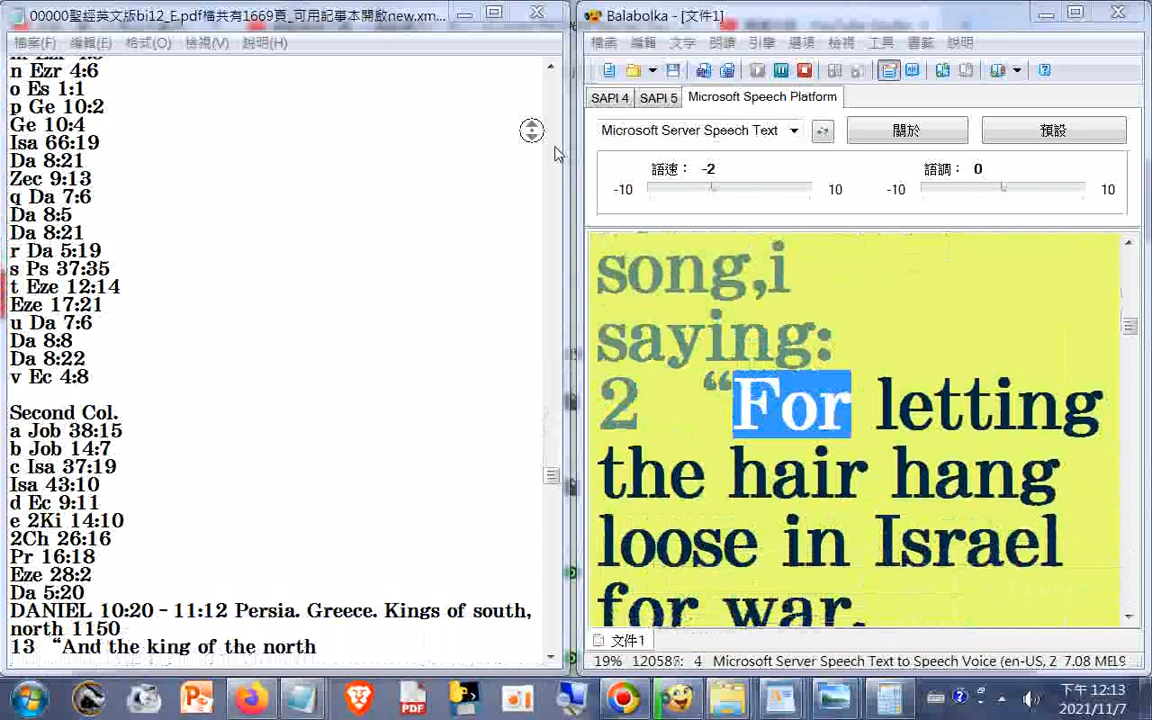 00000聖經英文版bi12_E.pdf檔共有1669頁_可用記事本開啟new.xm...
檔案(F) 編輯(E) 格式(O) 檢視(V) 說明(H)
n Ezr 4:6
o Es 1:1
p Ge 10:2
Ge 10:4
Isa 66:19
Da 8:21
Zec 9:13
q Da 7:6
Da 8:5
Da 8:21
r Da 5:19
s Ps 37:35
t Eze 12:14
Eze 17:21
u Da 7:6
Da 8:8
Da 8:22
v Ec 4:8
Second Col.
a Job 38:15
b Job 14:7
c Isa 37:19
Isa 43:10
d Ec 9:11
e 2Ki 14:10
2Ch 26:16
Pr 16:18
Eze 28:2
Da 5:20
DANIEL 10:20–11:12 Persia. Greece. Kings of south,
north 1150
13 “And the king of the north
Balabolka - [文件1]
檔案 編輯 文字 朗讀 引擎 選項 檢視 工具 書籤 說明
SAPI 4 SAPI 5 Microsoft Speech Platform
Microsoft Server Speech Text 關於 預設
語速： -2 語調： 0
-10 10 -10 10
song,i
saying:
2 “For letting
the hair hang
loose in Israel
for war,
文件1
19% 4 Microsoft Server Speech Text to Speech Voice (en-US, 2 7.08
下午 12:13
2021/11/7